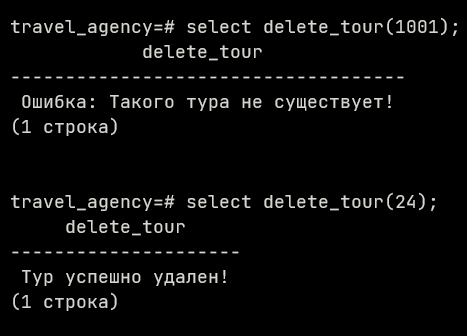 travel_agency=# select delete_tour(1001);
delete_tour
------------------------------------
Ошибка: Такого тура не существует!
(1 строка)
travel_agency=# select delete_tour(24);
delete_tour
---------------------
Тур успешно удален!
(1 строка)